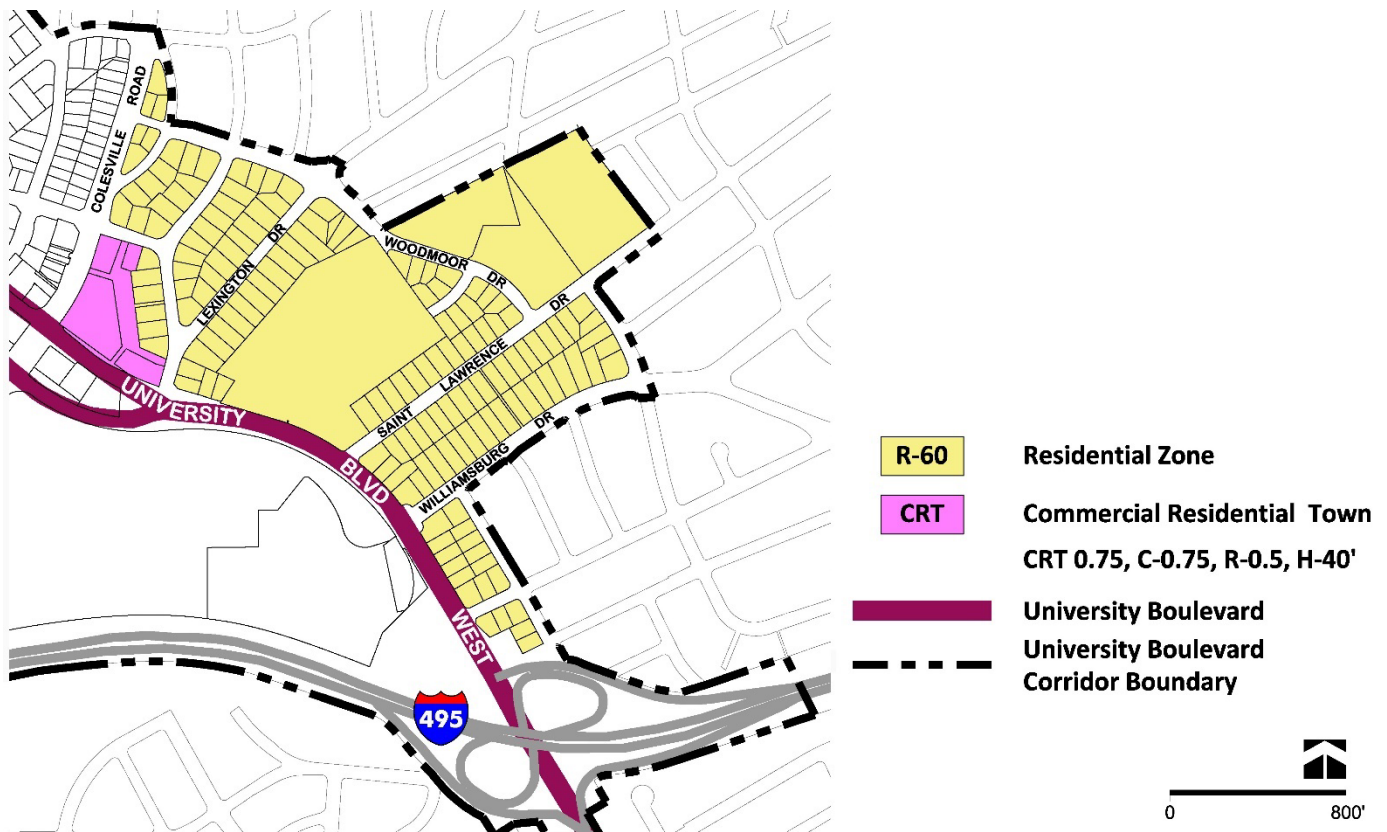 COLESVILLE ROAD
LEXINGTON DR
WOODMOOR DR
SAINT LAWRENCE DR
WILLIAMSBURG DR
UNIVERSITY BLVD WEST
495
R-60 Residential Zone
CRT Commercial Residential Town
CRT 0.75, C-0.75, R-0.5, H-40'
University Boulevard
University Boulevard
Corridor Boundary
0 800'